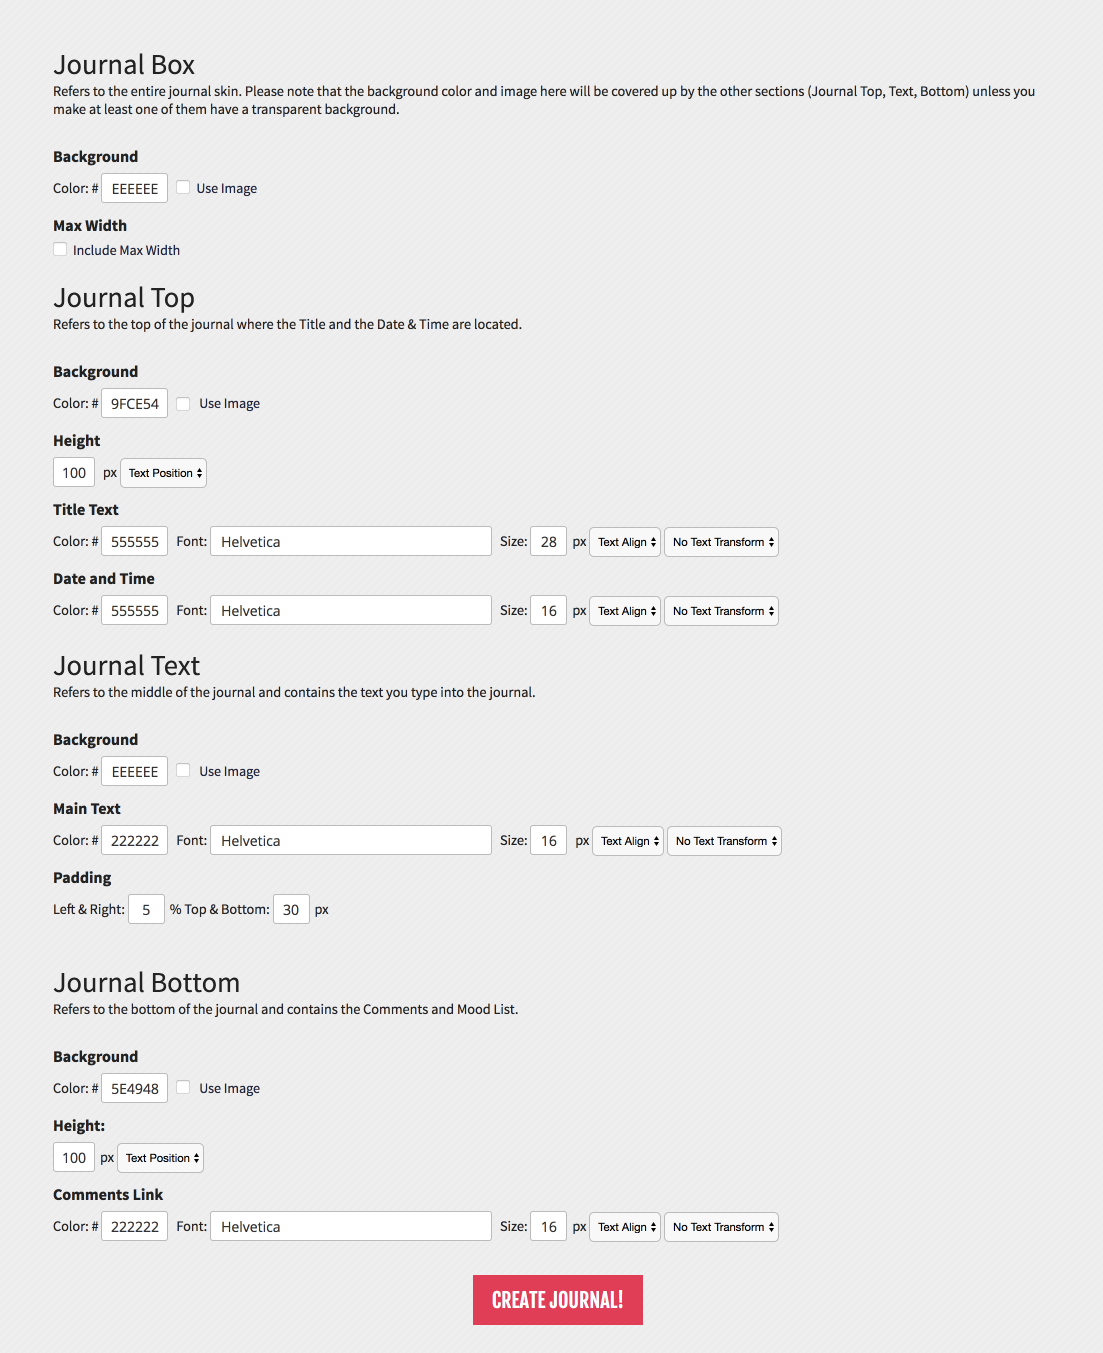 Journal Box
Refers to the entire journal skin. Please note that the background color and image here will be covered up by the other sections (Journal Top, Text, Bottom) unless you
make at least one of them have a transparent background.
Background
Color: # EEEEEE Use Image
Max Width
Include Max Width
Journal Top
Refers to the top of the journal where the Title and the Date & Time are located.
Background
Color: # 9FCE54 Use Image
Height
100 px Text Position
Title Text
Color: # 555555 Font: Helvetica Size: 28 px Text Align No Text Transform
Date and Time
Color: # 555555 Font: Helvetica Size: 16 px Text Align No Text Transform
Journal Text
Refers to the middle of the journal and contains the text you type into the journal.
Background
Color: # EEEEEE Use Image
Main Text
Color: # 222222 Font: Helvetica Size: 16 px Text Align No Text Transform
Padding
Left & Right: 5 % Top & Bottom: 30 px
Journal Bottom
Refers to the bottom of the journal and contains the Comments and Mood List.
Background
Color: # 5E4948 Use Image
Height:
100 px Text Position
Comments Link
Color: # 222222 Font: Helvetica Size: 16 px Text Align No Text Transform
CREATE JOURNAL!